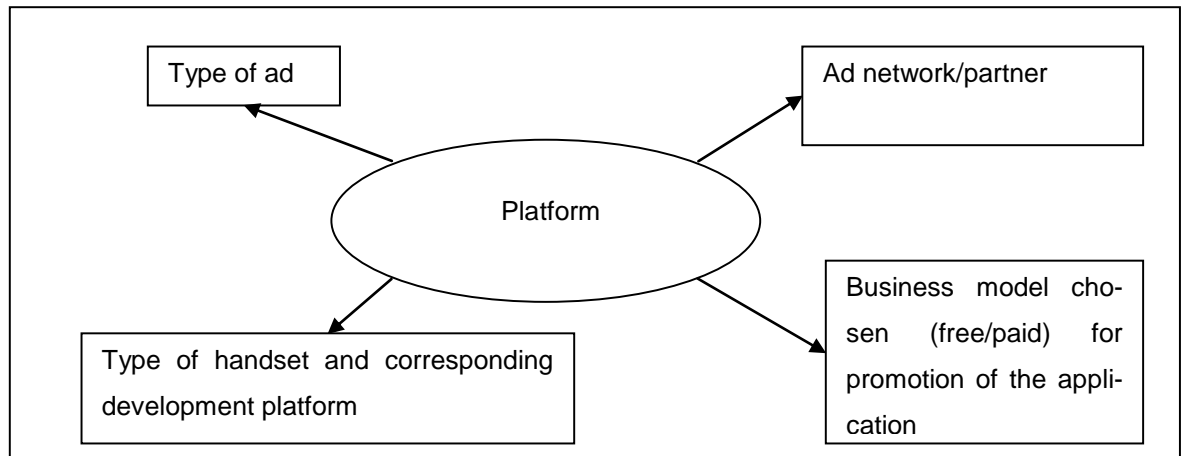 Type of ad
Ad network/partner
Platform
Type of handset and corresponding
development platform
Business model cho-
sen (free/paid) for
promotion of the appli-
cation